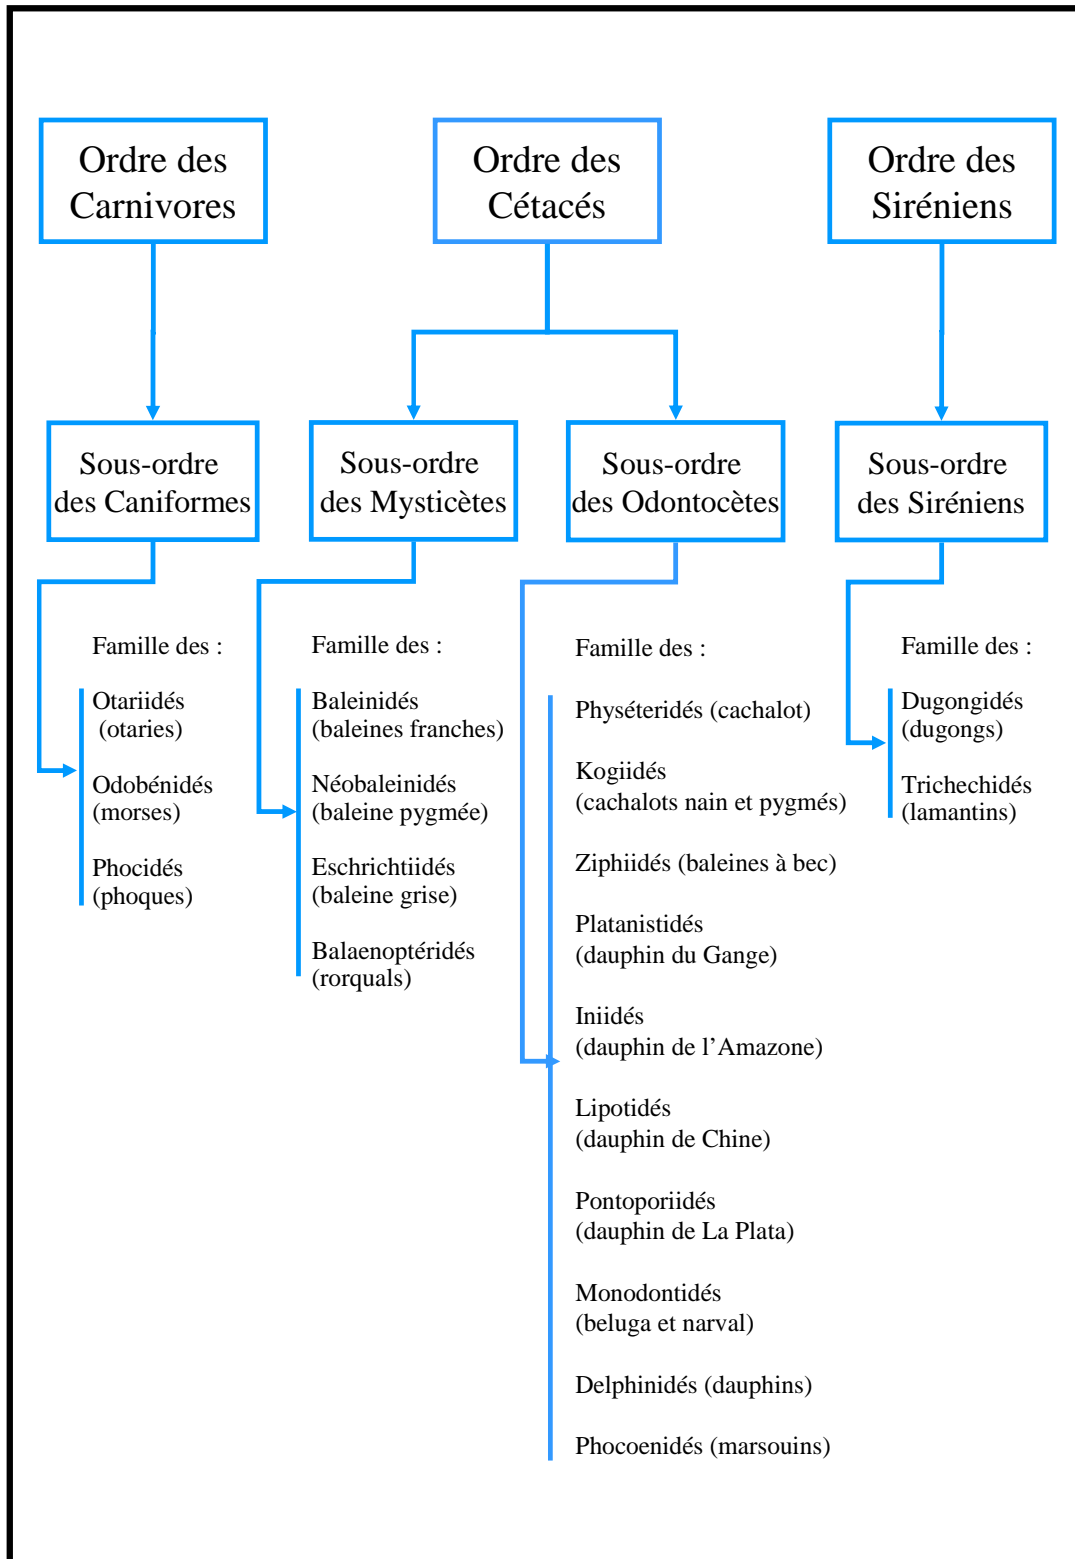 Ordre des
Carnivores
Ordre des
Cétacés
Ordre des
Siréniens
Sous-ordre
des Caniformes
Sous-ordre
des Mysticètes
Sous-ordre
des Odontocètes
Sous-ordre
des Siréniens
Famille des :
Otariidés
(otaries)
Odobénidés
(morses)
Phocidés
(phoques)
Famille des :
Baleinidés
(baleines franches)
Néobaleinidés
(baleine pygmée)
Eschrichtiidés
(baleine grise)
Balaenoptéridés
(rorquals)
Famille des :
Physéteridés (cachalot)
Kogiidés
(cachalots nain et pygmés)
Ziphiidés (baleines à bec)
Platanistidés
(dauphin du Gange)
Iniidés
(dauphin de l’Amazone)
Lipotidés
(dauphin de Chine)
Pontoporiidés
(dauphin de La Plata)
Monodontidés
(beluga et narval)
Delphinidés (dauphins)
Phocoenidés (marsouins)
Famille des :
Dugongidés
(dugongs)
Trichechidés
(lamantins)